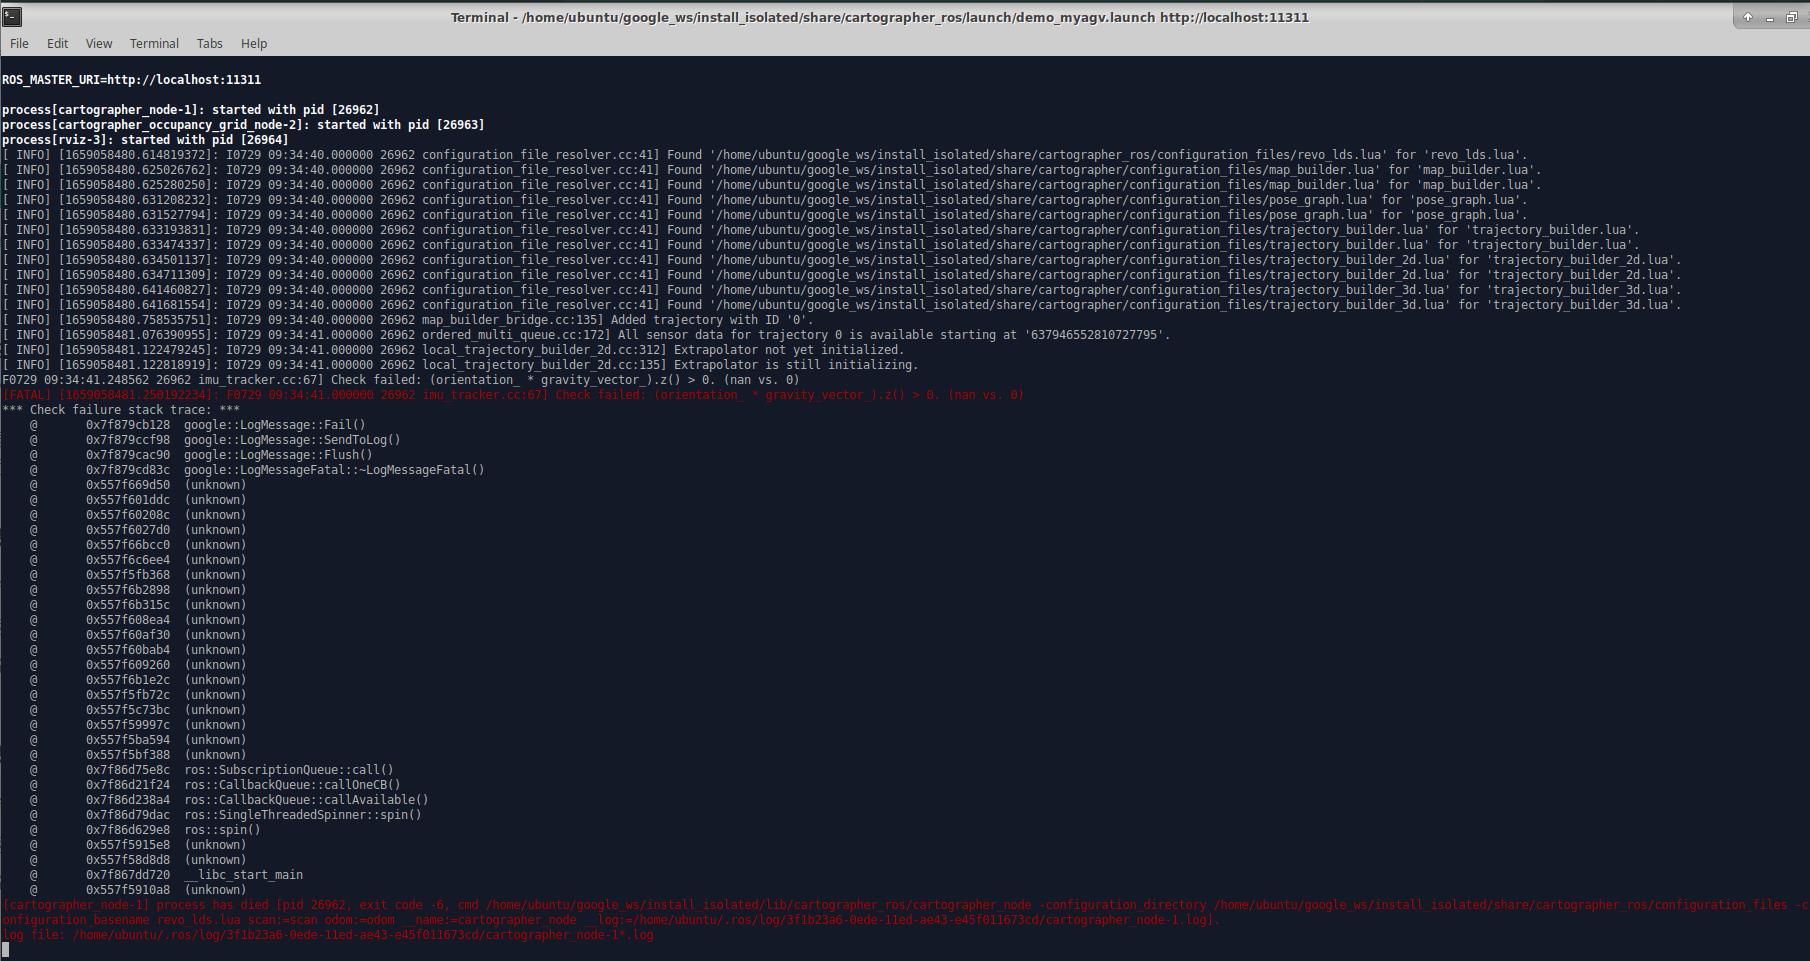 Terminal - /home/ubuntu/google_ws/install_isolated/share/cartographer_ros/launch/demo_myagv.launch http://localhost:11311
File Edit View Terminal Tabs Help
ROS_MASTER_URI=http://localhost:11311
process[cartographer_node-1]: started with pid [26962]
process[cartographer_occupancy_grid_node-2]: started with pid [26963]
process[rviz-3]: started with pid [26964]
[ INFO] [1659058480.614819372]: I0729 09:34:40.000000 26962 configuration_file_resolver.cc:41] Found '/home/ubuntu/google_ws/install_isolated/share/cartographer_ros/configuration_files/revo_lds.lua' for 'revo_lds.lua'.
[ INFO] [1659058480.625026762]: I0729 09:34:40.000000 26962 configuration_file_resolver.cc:41] Found '/home/ubuntu/google_ws/install_isolated/share/cartographer/configuration_files/map_builder.lua' for 'map_builder.lua'.
[ INFO] [1659058480.625280250]: I0729 09:34:40.000000 26962 configuration_file_resolver.cc:41] Found '/home/ubuntu/google_ws/install_isolated/share/cartographer/configuration_files/map_builder.lua' for 'map_builder.lua'.
[ INFO] [1659058480.631208232]: I0729 09:34:40.000000 26962 configuration_file_resolver.cc:41] Found '/home/ubuntu/google_ws/install_isolated/share/cartographer/configuration_files/pose_graph.lua' for 'pose_graph.lua'.
[ INFO] [1659058480.631527794]: I0729 09:34:40.000000 26962 configuration_file_resolver.cc:41] Found '/home/ubuntu/google_ws/install_isolated/share/cartographer/configuration_files/pose_graph.lua' for 'pose_graph.lua'.
[ INFO] [1659058480.633193831]: I0729 09:34:40.000000 26962 configuration_file_resolver.cc:41] Found '/home/ubuntu/google_ws/install_isolated/share/cartographer/configuration_files/trajectory_builder.lua' for 'trajectory_builder.lua'.
[ INFO] [1659058480.633474337]: I0729 09:34:40.000000 26962 configuration_file_resolver.cc:41] Found '/home/ubuntu/google_ws/install_isolated/share/cartographer/configuration_files/trajectory_builder.lua' for 'trajectory_builder.lua'.
[ INFO] [1659058480.634501137]: I0729 09:34:40.000000 26962 configuration_file_resolver.cc:41] Found '/home/ubuntu/google_ws/install_isolated/share/cartographer/configuration_files/trajectory_builder_2d.lua' for 'trajectory_builder_2d.lua'.
[ INFO] [1659058480.634711309]: I0729 09:34:40.000000 26962 configuration_file_resolver.cc:41] Found '/home/ubuntu/google_ws/install_isolated/share/cartographer/configuration_files/trajectory_builder_2d.lua' for 'trajectory_builder_2d.lua'.
[ INFO] [1659058480.641460827]: I0729 09:34:40.000000 26962 configuration_file_resolver.cc:41] Found '/home/ubuntu/google_ws/install_isolated/share/cartographer/configuration_files/trajectory_builder_3d.lua' for 'trajectory_builder_3d.lua'.
[ INFO] [1659058480.641681554]: I0729 09:34:40.000000 26962 configuration_file_resolver.cc:41] Found '/home/ubuntu/google_ws/install_isolated/share/cartographer/configuration_files/trajectory_builder_3d.lua' for 'trajectory_builder_3d.lua'.
[ INFO] [1659058480.758535751]: I0729 09:34:40.000000 26962 map_builder_bridge.cc:135] Added trajectory with ID '0'.
[ INFO] [1659058481.076390955]: I0729 09:34:41.000000 26962 ordered_multi_queue.cc:172] All sensor data for trajectory 0 is available starting at '637946552810727795'.
[ INFO] [1659058481.122479245]: I0729 09:34:41.000000 26962 local_trajectory_builder_2d.cc:312] Extrapolator not yet initialized.
[ INFO] [1659058481.122818919]: I0729 09:34:41.000000 26962 local_trajectory_builder_2d.cc:135] Extrapolator is still initializing.
F0729 09:34:41.248562 26962 imu_tracker.cc:67] Check failed: (orientation_ * gravity_vector_).z() > 0. (nan vs. 0)
[FATAL] [1659058481.250192234]: F0729 09:34:41.000000 26962 imu_tracker.cc:67] Check failed: (orientation_ * gravity_vector_).z() > 0. (nan vs. 0)
*** Check failure stack trace: ***
@ 0x7f879cb128 google::LogMessage::Fail()
@ 0x7f879ccf98 google::LogMessage::SendToLog()
@ 0x7f879cac90 google::LogMessage::Flush()
@ 0x7f879cd83c google::LogMessageFatal::~LogMessageFatal()
@ 0x557f669d50 (unknown)
@ 0x557f601ddc (unknown)
@ 0x557f60208c (unknown)
@ 0x557f6027d0 (unknown)
@ 0x557f66bcc0 (unknown)
@ 0x557f6c6ee4 (unknown)
@ 0x557f5fb368 (unknown)
@ 0x557f6b2898 (unknown)
@ 0x557f6b315c (unknown)
@ 0x557f608ea4 (unknown)
@ 0x557f60af30 (unknown)
@ 0x557f60bab4 (unknown)
@ 0x557f609260 (unknown)
@ 0x557f6b1e2c (unknown)
@ 0x557f5fb72c (unknown)
@ 0x557f5c73bc (unknown)
@ 0x557f59997c (unknown)
@ 0x557f5ba594 (unknown)
@ 0x557f5bf388 (unknown)
@ 0x7f86d75e8c ros::SubscriptionQueue::call()
@ 0x7f86d21f24 ros::CallbackQueue::callOneCB()
@ 0x7f86d238a4 ros::CallbackQueue::callAvailable()
@ 0x7f86d79dac ros::SingleThreadedSpinner::spin()
@ 0x7f86d629e8 ros::spin()
@ 0x557f5915e8 (unknown)
@ 0x557f58d8d8 (unknown)
@ 0x7f867dd720 __libc_start_main
@ 0x557f5910a8 (unknown)
[cartographer_node-1] process has died [pid 26962, exit code -6, cmd /home/ubuntu/google_ws/install_isolated/lib/cartographer_ros/cartographer_node -configuration_directory /home/ubuntu/google_ws/install_isolated/share/cartographer_ros/configuration_files -c
onfiguration_basename revo_lds.lua scan:=scan odom:=odom __name:=cartographer_node __log:=/home/ubuntu/.ros/log/3f1b23a6-0ede-11ed-ae43-e45f011673cd/cartographer_node-1.log].
log file: /home/ubuntu/.ros/log/3f1b23a6-0ede-11ed-ae43-e45f011673cd/cartographer_node-1*.log